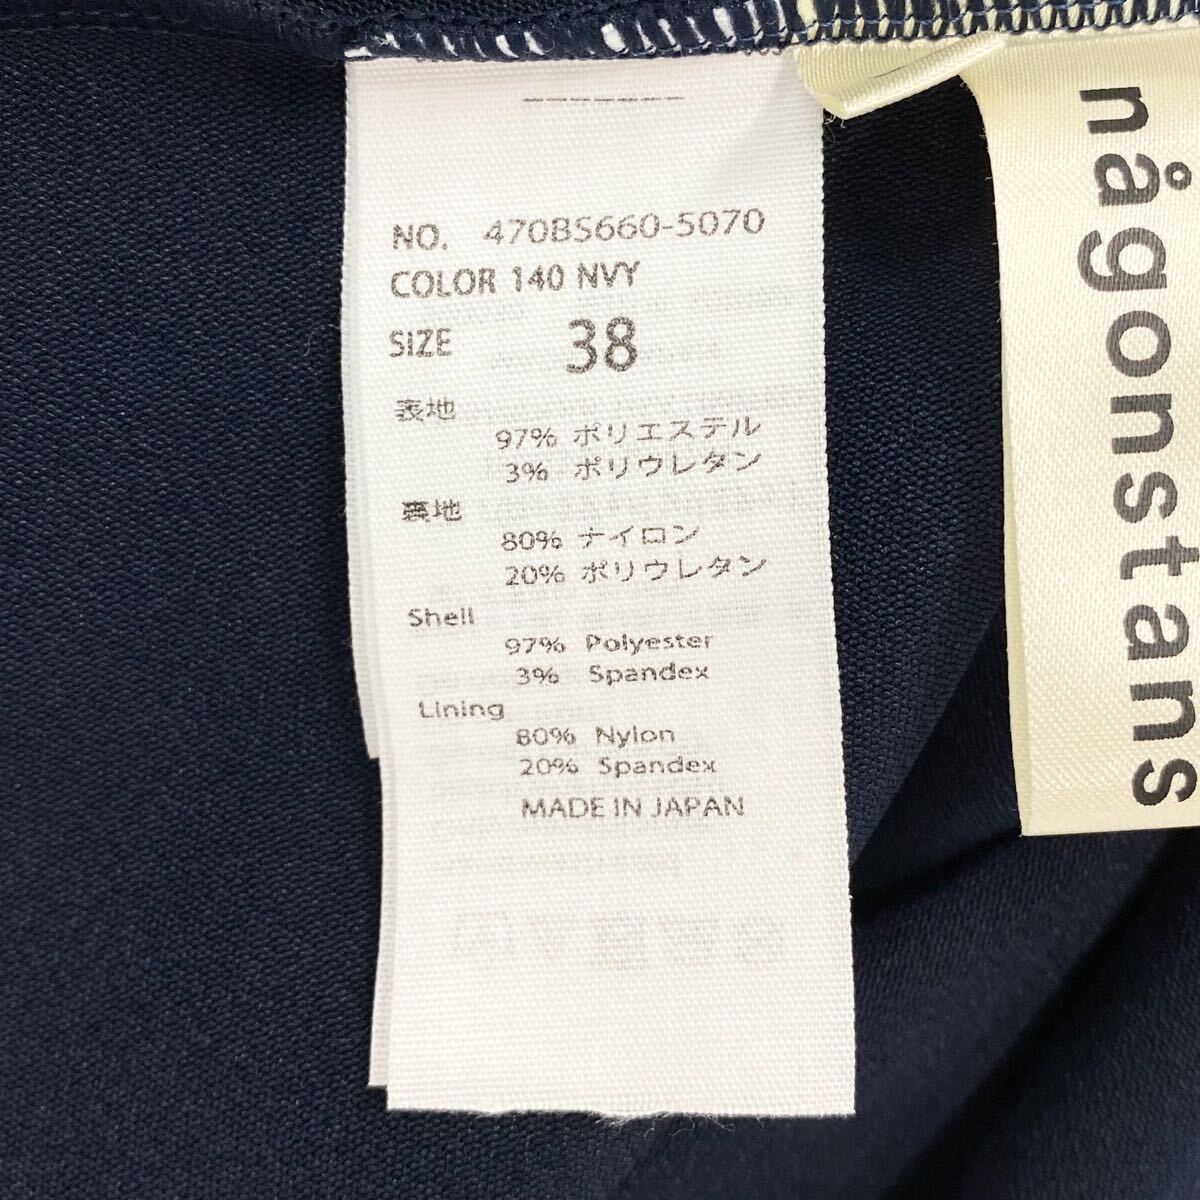 NO. 470BS660-5070
COLOR 140 NVY
SIZE 38
表地
97% ポリエステル
3% ポリウレタン
裏地
80% ナイロン
20% ポリウレタン
Shell
97% Polyester
3% Spandex
Lining
80% Nylon
20% Spandex
MADE IN JAPAN
någonstans